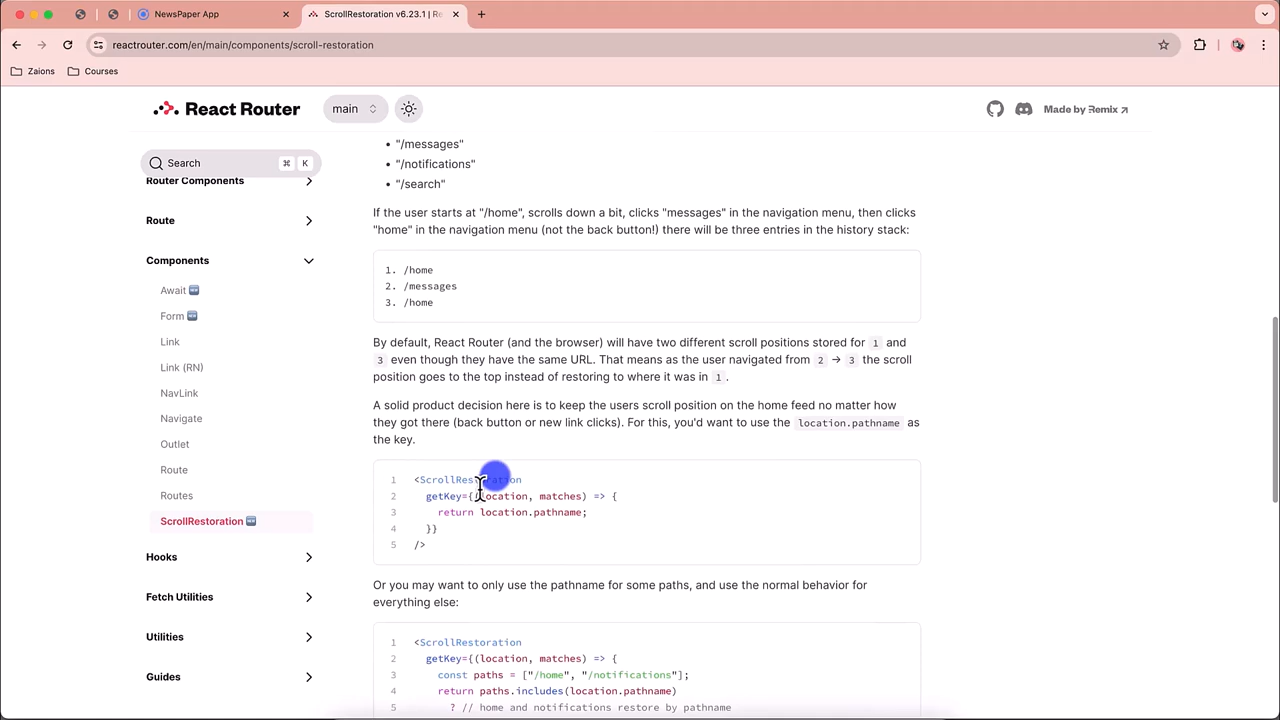 NewsPaper App
ScrollRestoration v6.23.1 | Re
reactrouter.com/en/main/components/scroll-restoration
Zaions
Courses
React Router
main
Made by Remix ↗
Search
⌘ K
Router Components
Route
Components
Await 🆕
Form 🆕
Link
Link (RN)
NavLink
Navigate
Outlet
Route
Routes
ScrollRestoration 🆕
Hooks
Fetch Utilities
Utilities
Guides
• "/messages"
• "/notifications"
• "/search"
If the user starts at "/home", scrolls down a bit, clicks "messages" in the navigation menu, then clicks
"home" in the navigation menu (not the back button!) there will be three entries in the history stack:
1. /home
2. /messages
3. /home
By default, React Router (and the browser) will have two different scroll positions stored for 1 and
3 even though they have the same URL. That means as the user navigated from 2 → 3 the scroll
position goes to the top instead of restoring to where it was in 1.
A solid product decision here is to keep the users scroll position on the home feed no matter how
they got there (back button or new link clicks). For this, you'd want to use the location.pathname as
the key.
1 <ScrollRestoration
2 getKey={(location, matches) => {
3 return location.pathname;
4 }}
5 />
Or you may want to only use the pathname for some paths, and use the normal behavior for
everything else:
1 <ScrollRestoration
2 getKey={(location, matches) => {
3 const paths = ["/home", "/notifications"];
4 return paths.includes(location.pathname)
5 ? // home and notifications restore by pathname